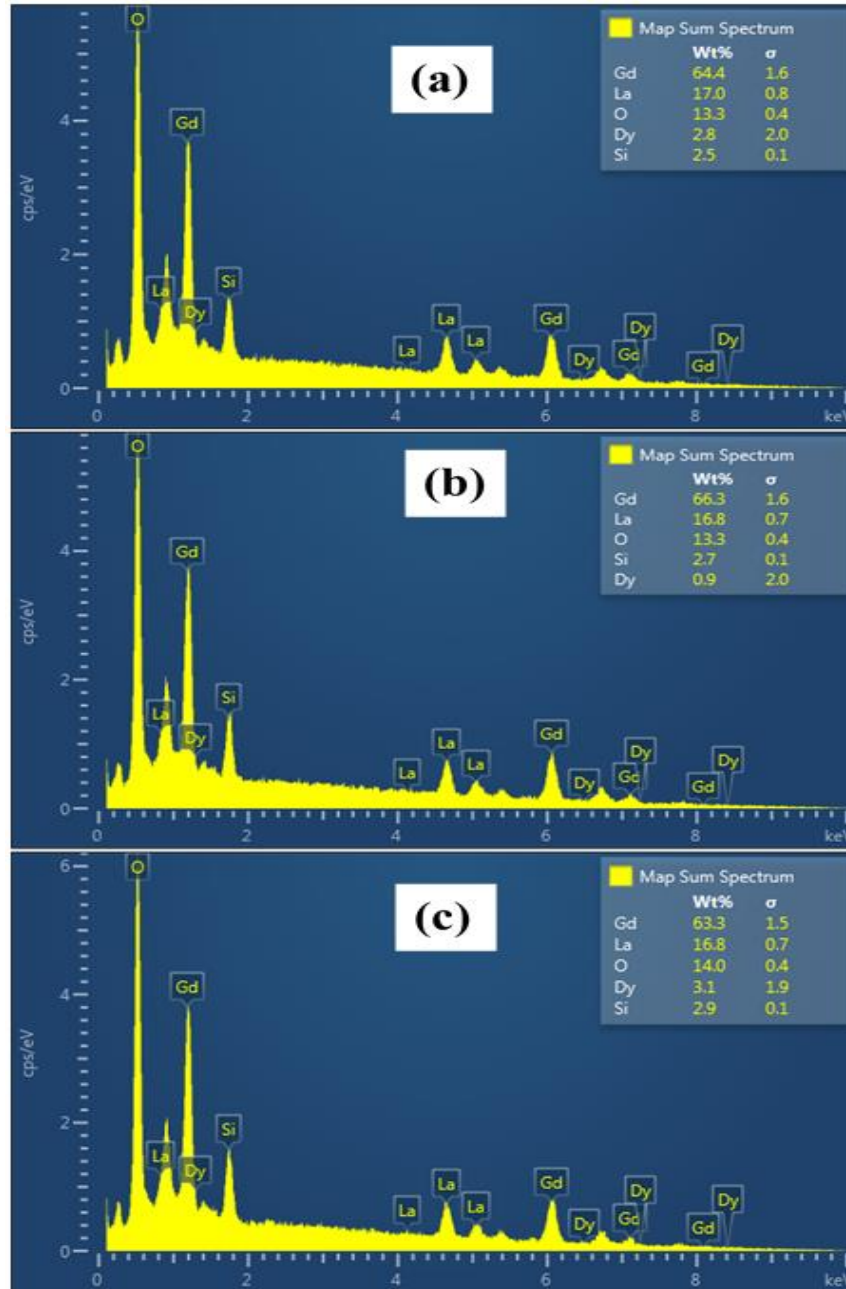 O
(a)
Map Sum Spectrum
Wt% σ
Gd 64.4 1.6
La 17.0 0.8
O 13.3 0.4
Dy 2.8 2.0
Si 2.5 0.1
Gd
4
cps/eV
2
La
Dy
Si
La
La
La
Gd
Dy
Gd
Dy
Gd
Dy
0
0 2 4 6 8 keV
O
(b)
Map Sum Spectrum
Wt% σ
Gd 66.3 1.6
La 16.8 0.7
O 13.3 0.4
Si 2.7 0.1
Dy 0.9 2.0
4
Gd
cps/eV
2
La
Dy
Si
La
La
La
Gd
Dy
Gd
Dy
Gd
Dy
0
0 2 4 6 8 keV
6
O
(c)
Map Sum Spectrum
Wt% σ
Gd 63.3 1.5
La 16.8 0.7
O 14.0 0.4
Dy 3.1 1.9
Si 2.9 0.1
4
Gd
cps/eV
2
La
Dy
Si
La
La
La
Gd
Dy
Gd
Dy
Gd
Dy
0
0 2 4 6 8 keV